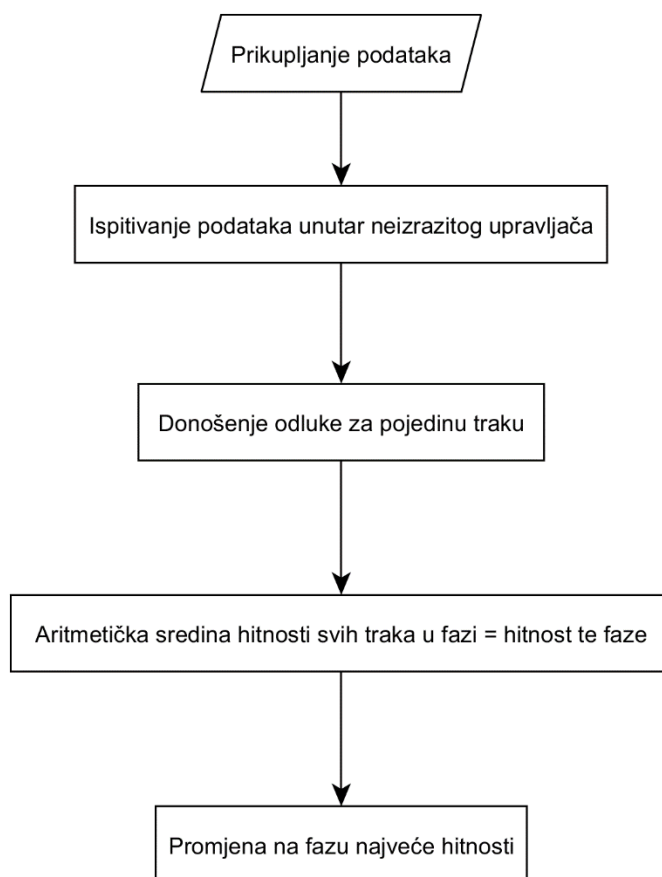 Prikupljanje podataka
Ispitivanje podataka unutar neizrazitog upravljača
Donošenje odluke za pojedinu traku
Aritmetička sredina hitnosti svih traka u fazi = hitnost te faze
Promjena na fazu najveće hitnosti